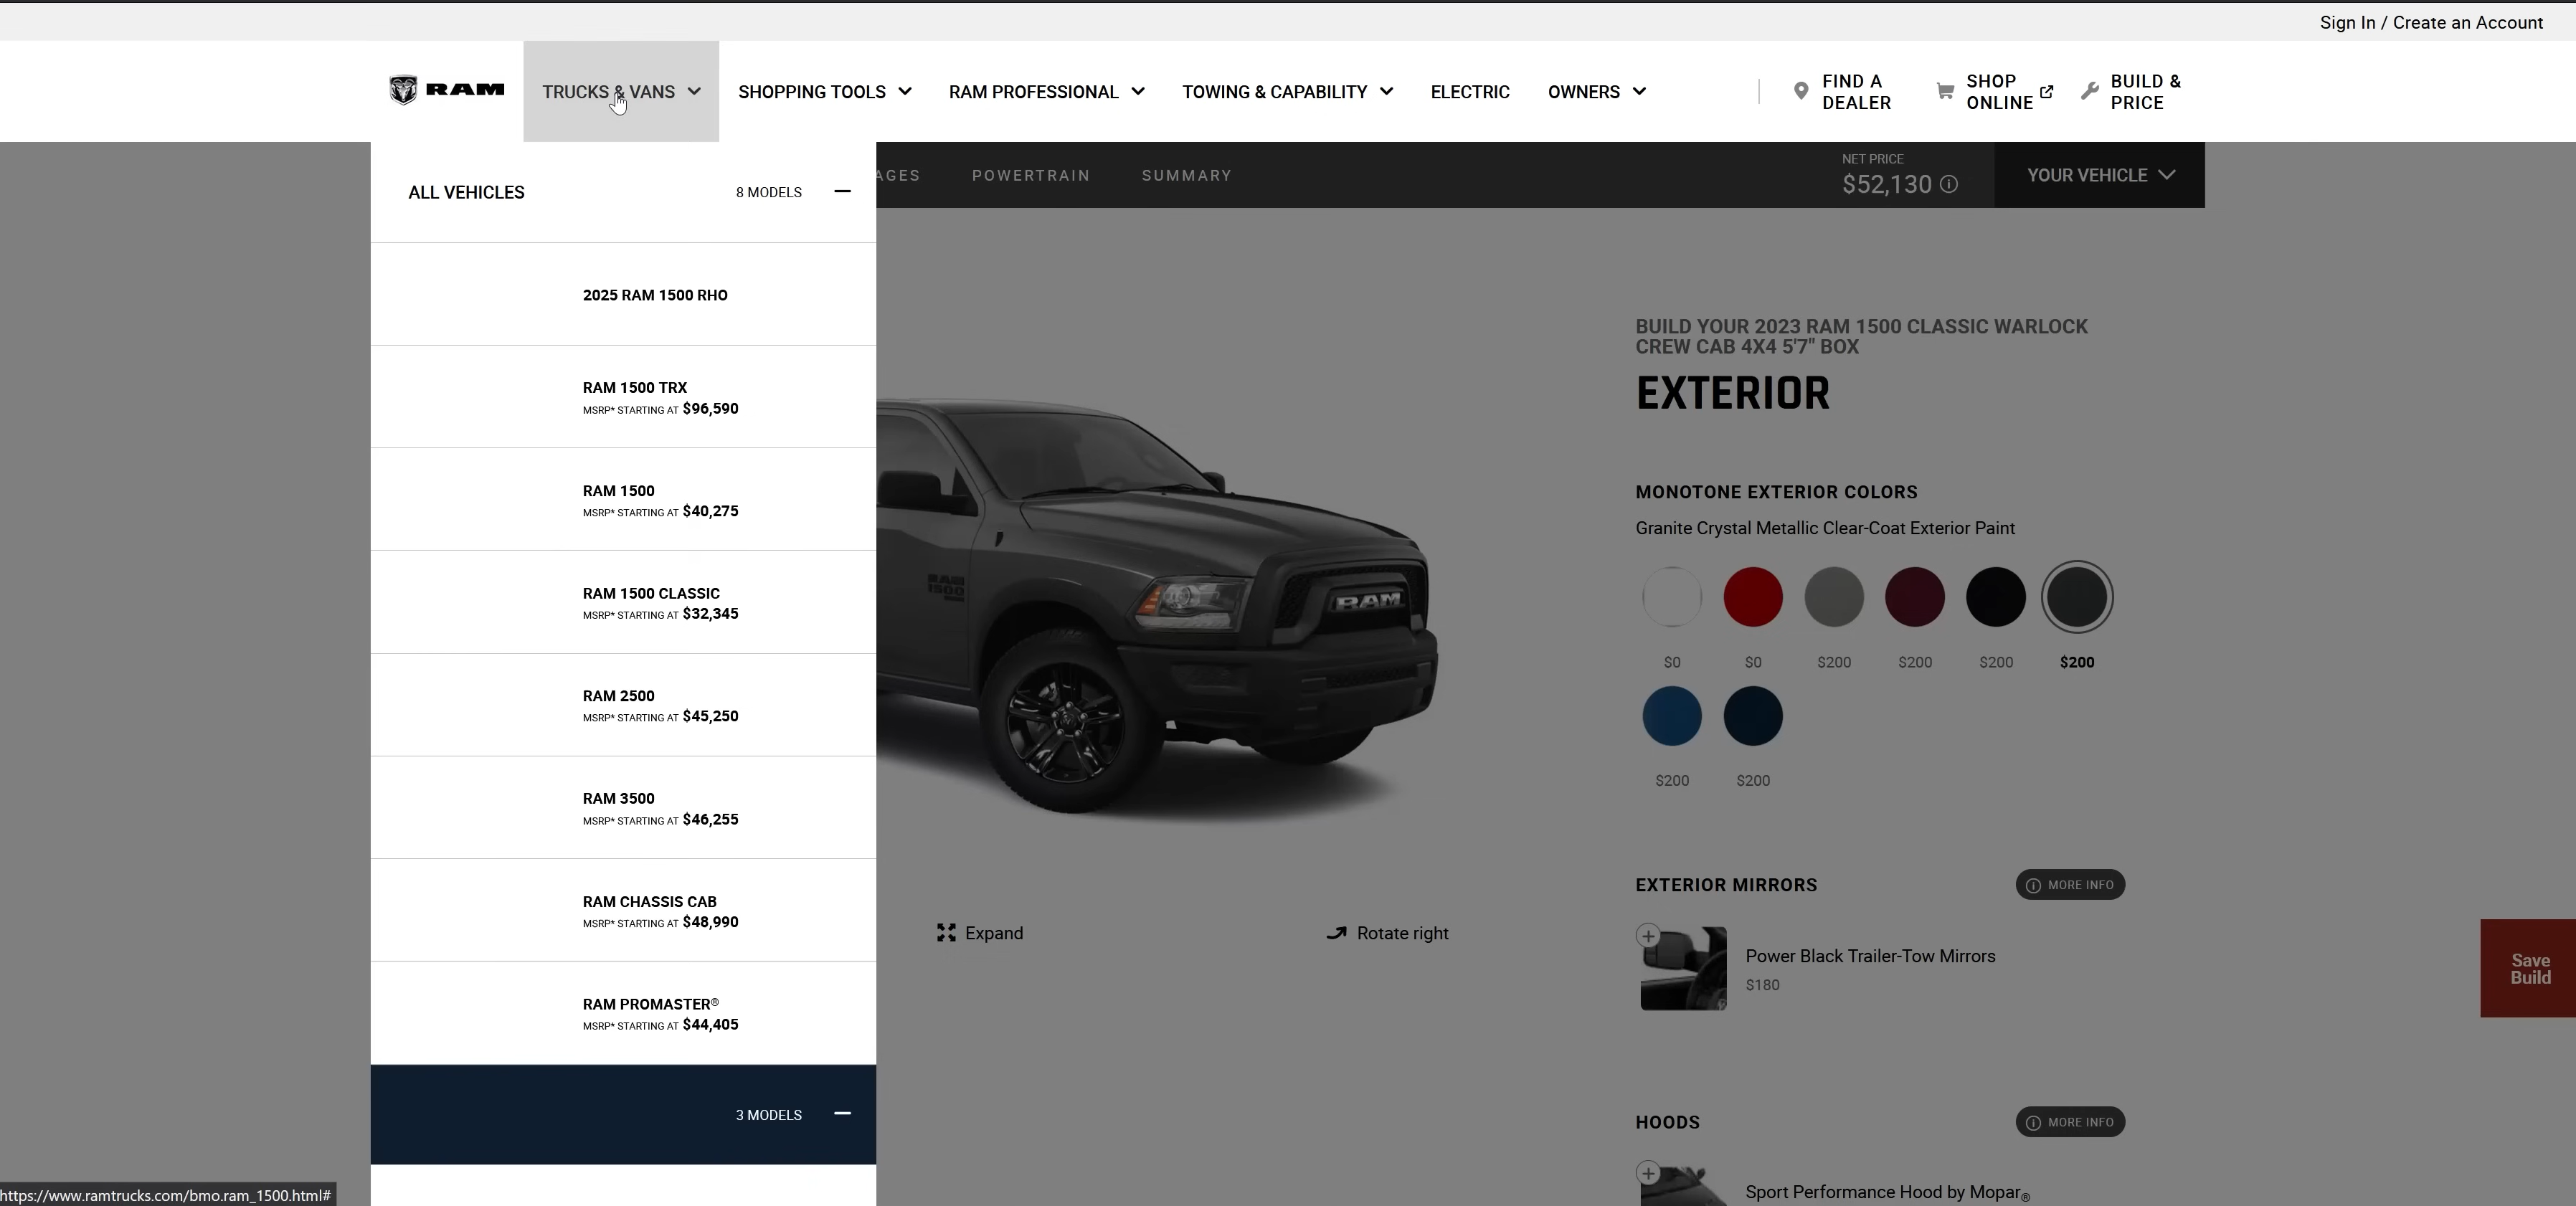 Sign In / Create an Account
RAM
TRUCKS & VANS
SHOPPING TOOLS
RAM PROFESSIONAL
TOWING & CAPABILITY
ELECTRIC
OWNERS
FIND A
DEALER
SHOP
ONLINE
BUILD &
PRICE
AGES
POWERTRAIN
SUMMARY
NET PRICE
$52,130
YOUR VEHICLE
ALL VEHICLES
8 MODELS
2025 RAM 1500 RHO
RAM 1500 TRX
MSRP* STARTING AT $96,590
RAM 1500
MSRP* STARTING AT $40,275
RAM 1500 CLASSIC
MSRP* STARTING AT $32,345
RAM 2500
MSRP* STARTING AT $45,250
RAM 3500
MSRP* STARTING AT $46,255
RAM CHASSIS CAB
MSRP* STARTING AT $48,990
RAM PROMASTER®
MSRP* STARTING AT $44,405
3 MODELS
RAM
1500
RAM
Expand
Rotate right
BUILD YOUR 2023 RAM 1500 CLASSIC WARLOCK
CREW CAB 4X4 5'7" BOX
EXTERIOR
MONOTONE EXTERIOR COLORS
Granite Crystal Metallic Clear-Coat Exterior Paint
$0 $0 $200 $200 $200 $200
$200 $200
EXTERIOR MIRRORS
MORE INFO
Power Black Trailer-Tow Mirrors
$180
HOODS
MORE INFO
Sport Performance Hood by Mopar®
Save
Build
https://www.ramtrucks.com/bmo.ram_1500.html#